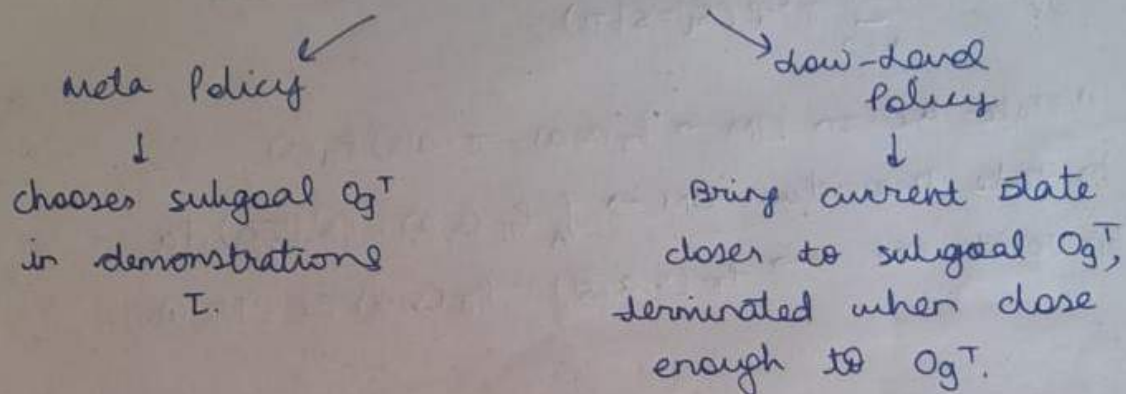 Meta Policy
Low-Level
Policy
↓
↓
chooses subgoal Og^T
in demonstrations
τ.
Bring current state
closer to subgoal Og^T,
terminated when close
enough to Og^T.